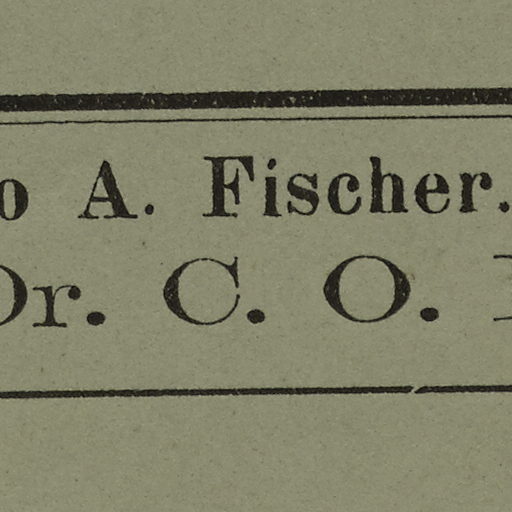 o A. Fischer.
Dr. C. O.